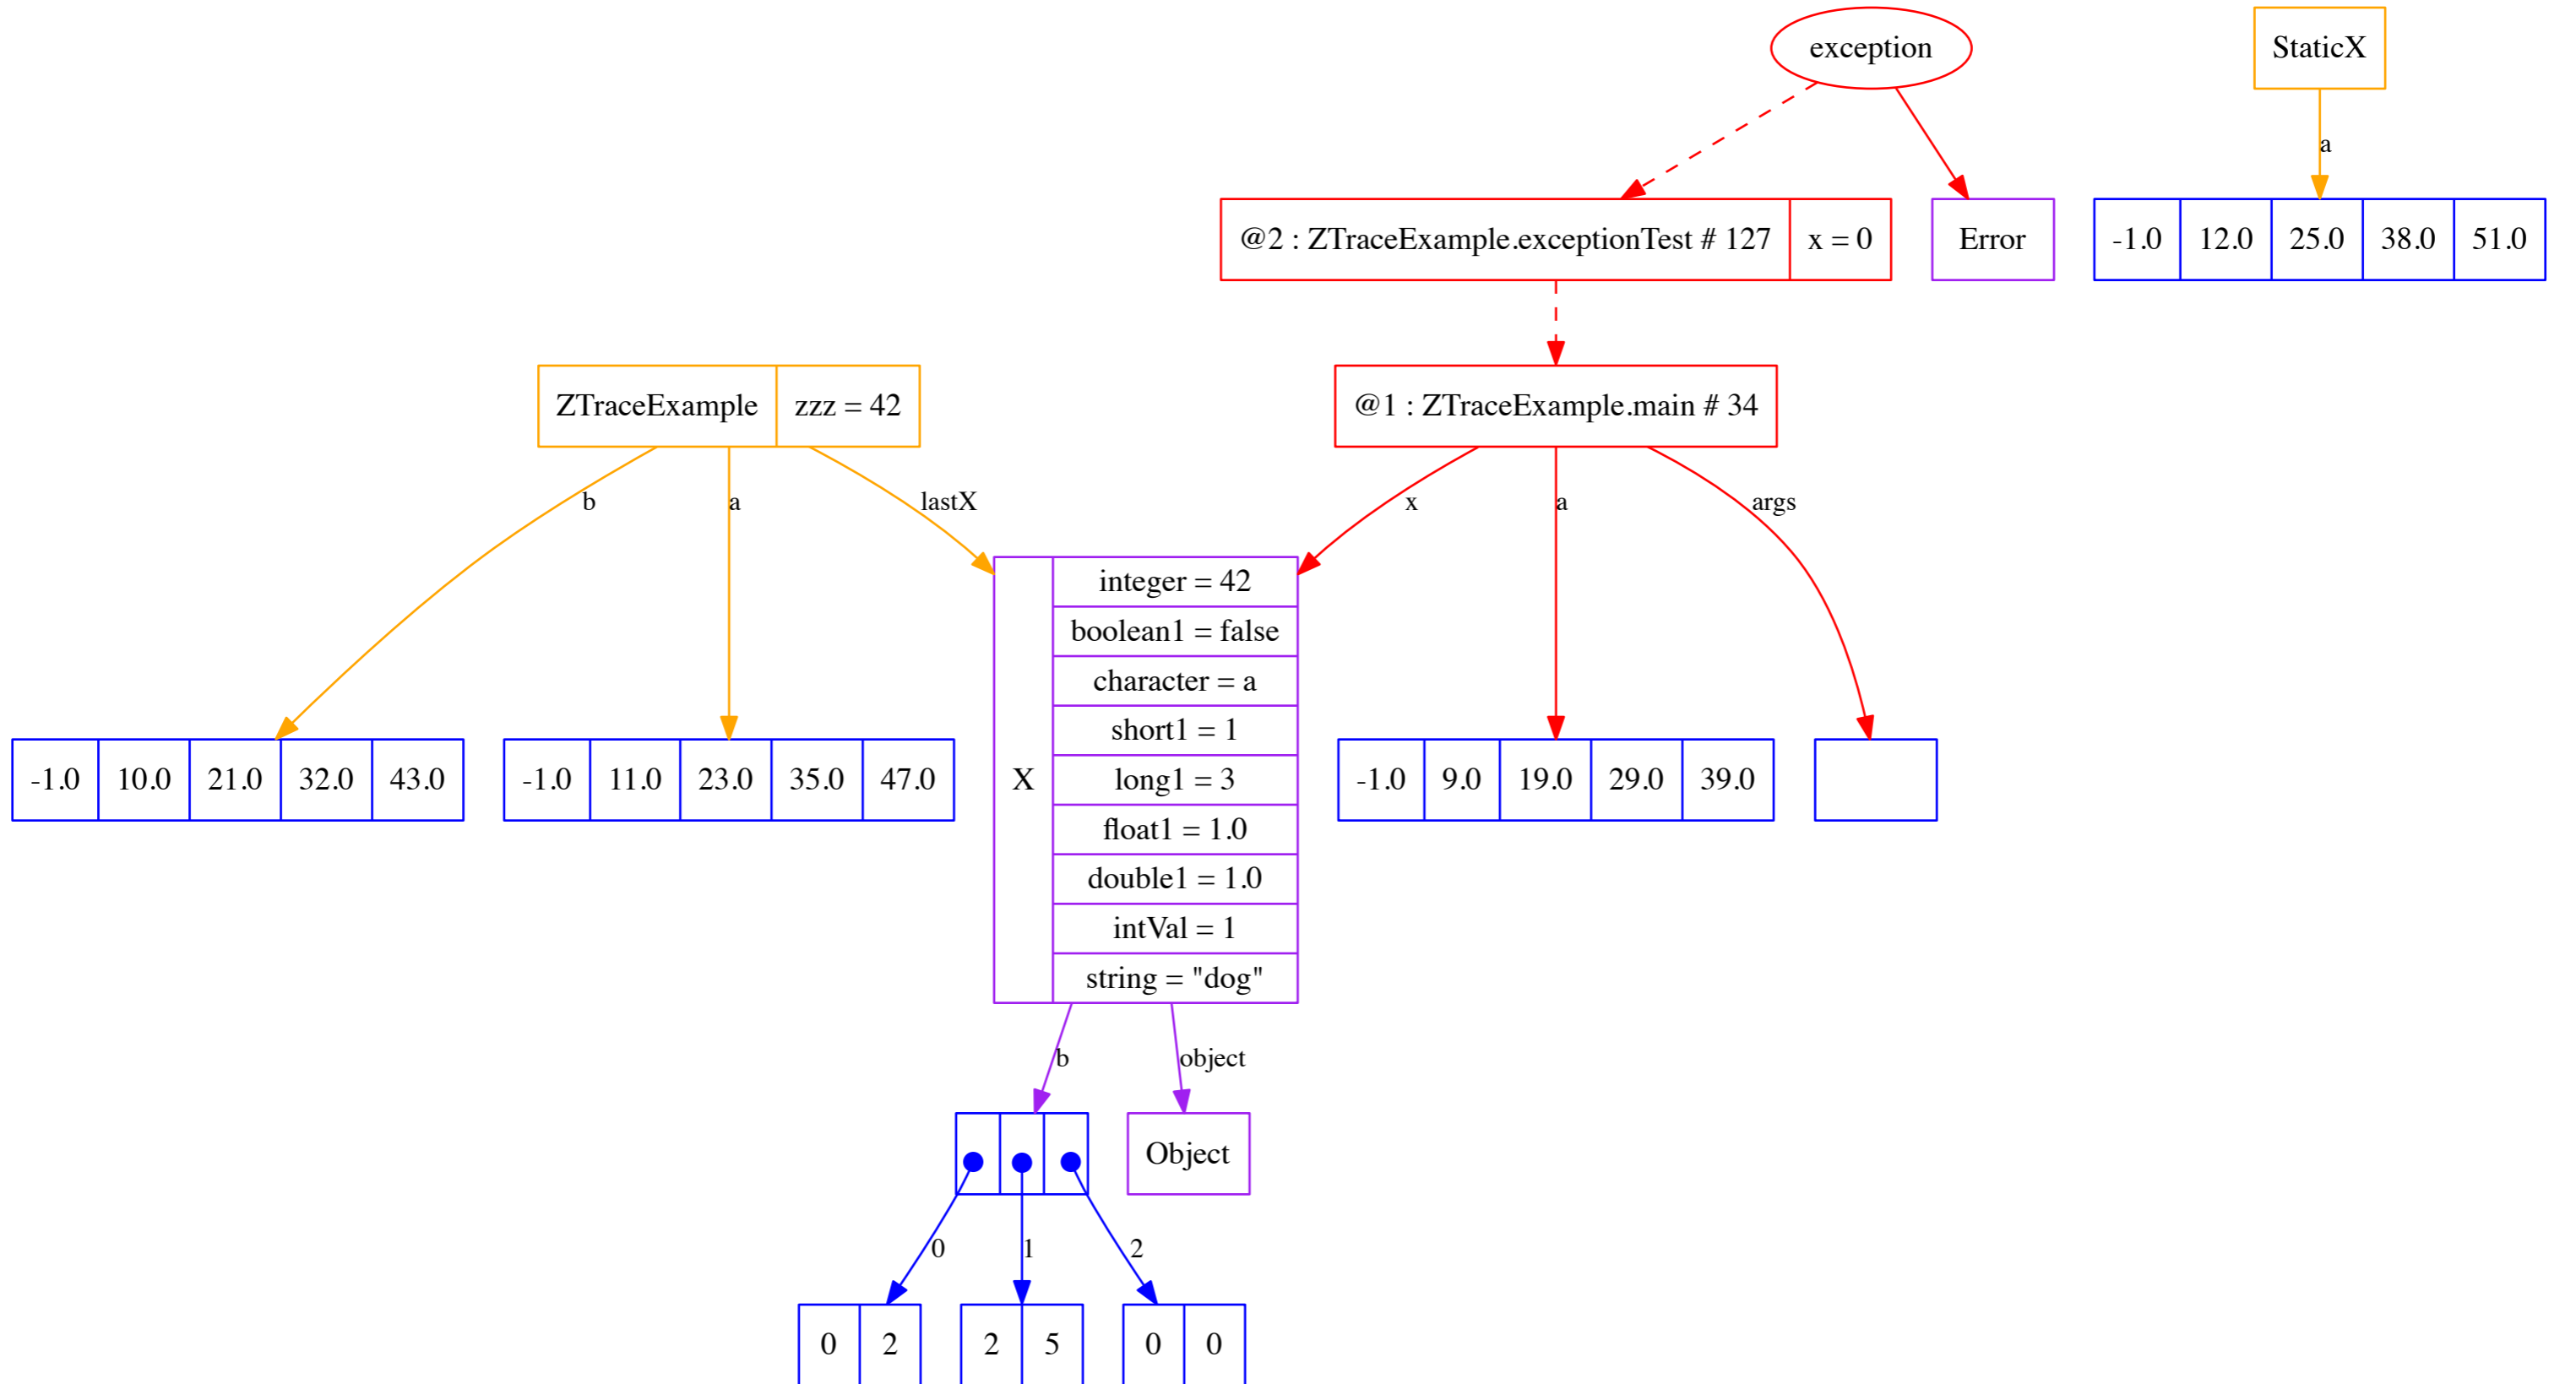 exception
StaticX
a
@2 : ZTraceExample.exceptionTest # 127 x = 0
Error
-1.0 12.0 25.0 38.0 51.0
ZTraceExample zzz = 42
@1 : ZTraceExample.main # 34
b a lastX x a args
integer = 42
boolean1 = false
character = a
short1 = 1
-1.0 10.0 21.0 32.0 43.0
-1.0 11.0 23.0 35.0 47.0
X
long1 = 3
-1.0 9.0 19.0 29.0 39.0
float1 = 1.0
double1 = 1.0
intVal = 1
string = "dog"
b object
Object
0 1 2
0 2
2 5
0 0